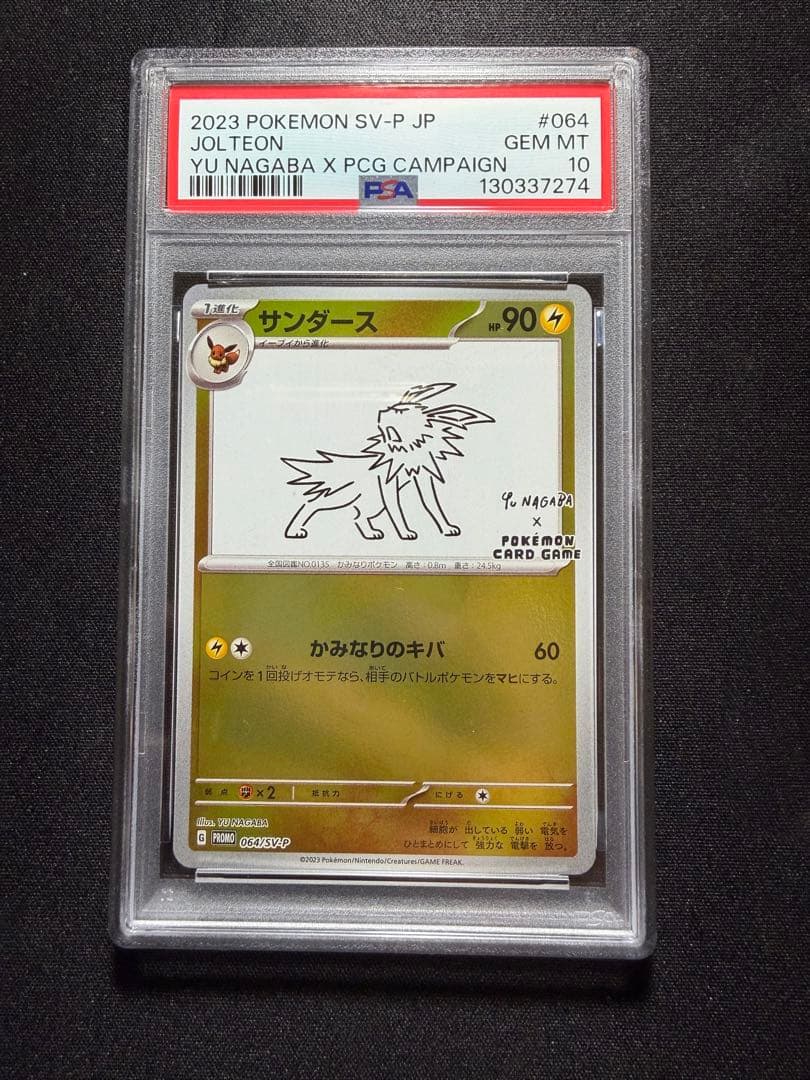 2023 POKEMON SV-P JP #064
JOLTEON GEM MT
YU NAGABA X PCG CAMPAIGN 10
PSA 130337274
1進化 サンダース HP 90
イーブイから進化
YU NAGABA
×
POKÉMON
CARD GAME
全国図鑑NO.0135 かみなりポケモン 高さ:0.8m 重さ:24.5kg
かみなりのキバ 60
コインを1回投げオモテなら、相手のバトルポケモンをマヒにする。
弱点 ×2 抵抗力 にげる
Illus. YU NAGABA
G PROMO 064/SV-P
細胞が 出している 弱い 電気を
ひとまとめにして 強力な 電撃を 放つ。
©2023 Pokémon/Nintendo/Creatures/GAME FREAK.